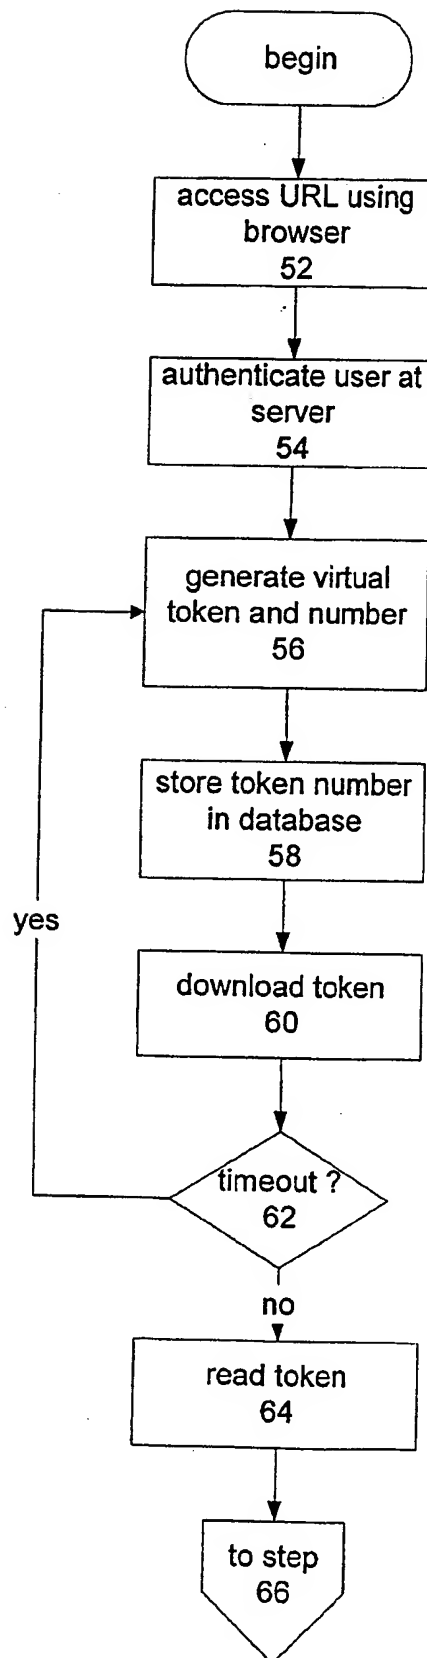 begin
access URL using
browser
52
authenticate user at
server
54
generate virtual
token and number
56
store token number
in database
58
yes
download token
60
timeout ?
62
no
read token
64
to step
66